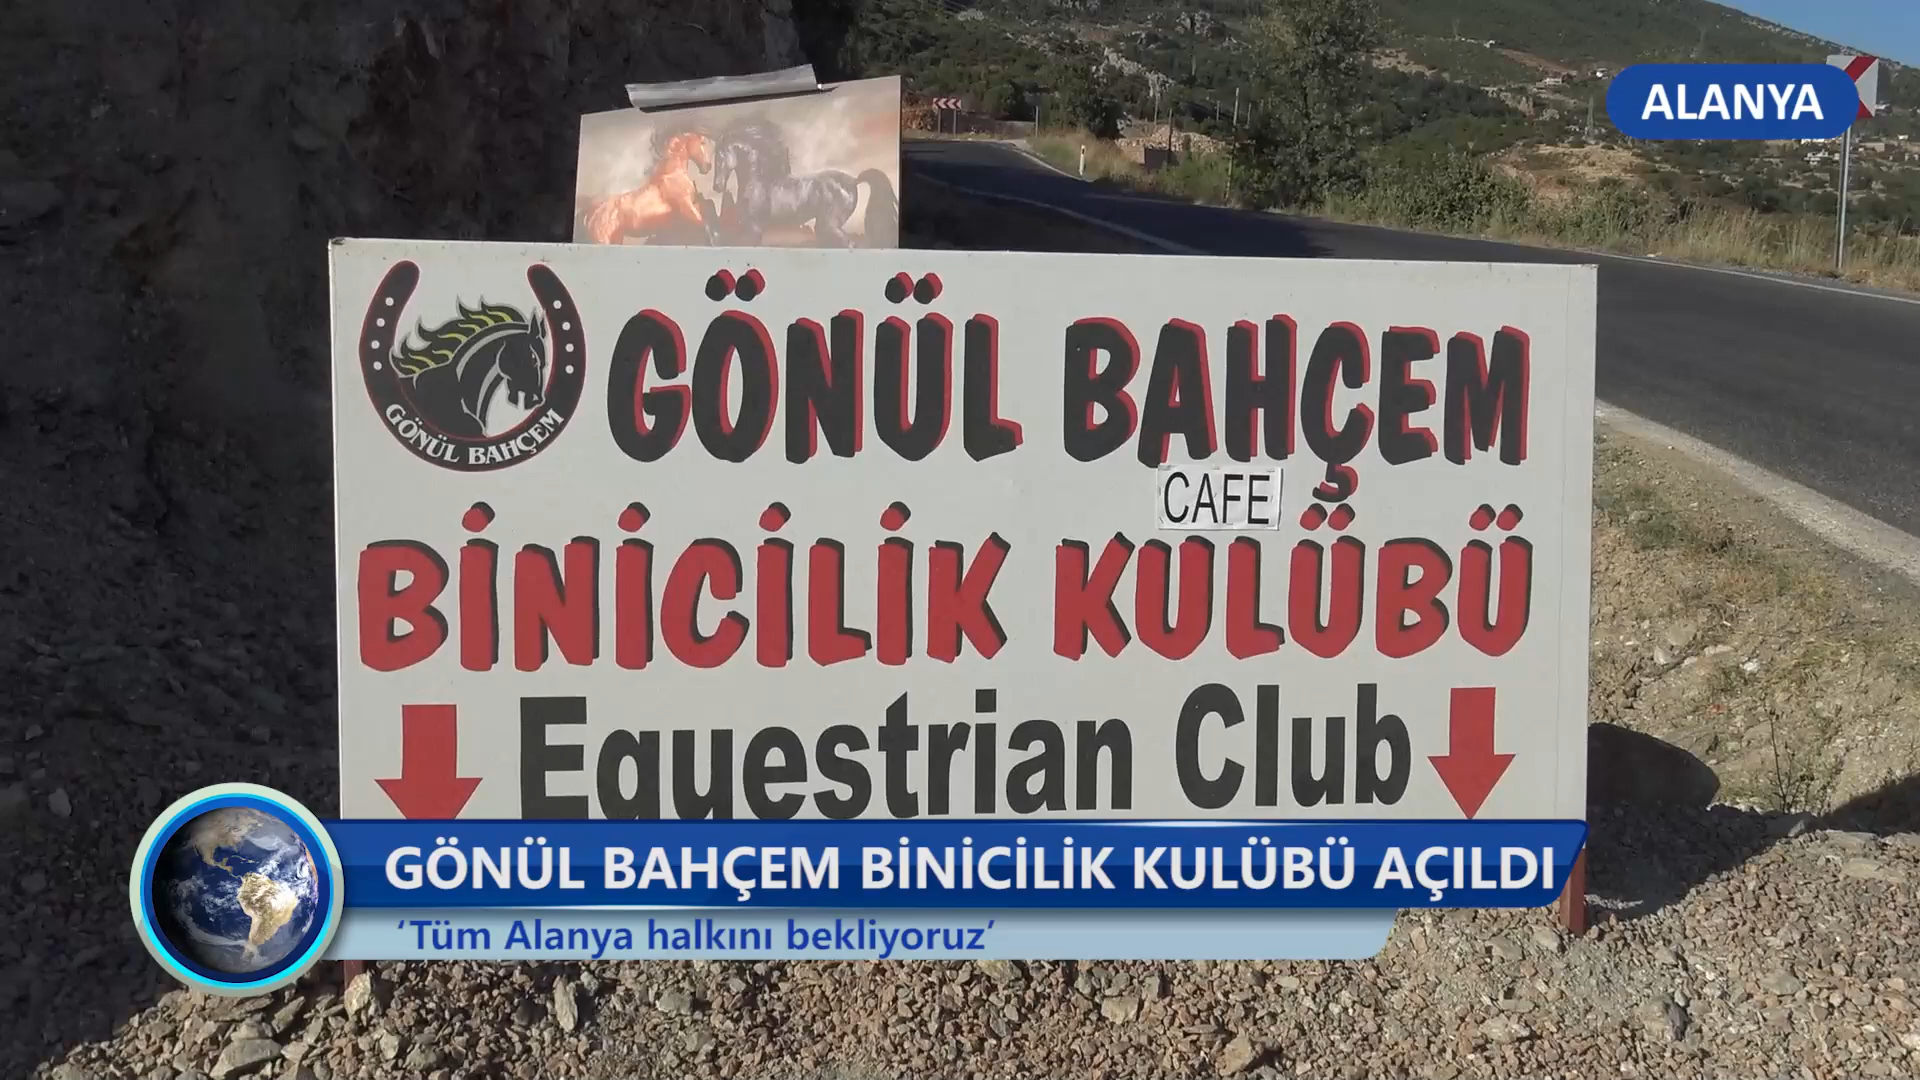 ALANYA
GÖNÜL BAHÇEM
GÖNÜL BAHÇEM
CAFE
BİNİCİLİK KULÜBÜ
Equestrian Club
GÖNÜL BAHÇEM BİNİCİLİK KULÜBÜ AÇILDI
‘Tüm Alanya halkını bekliyoruz’